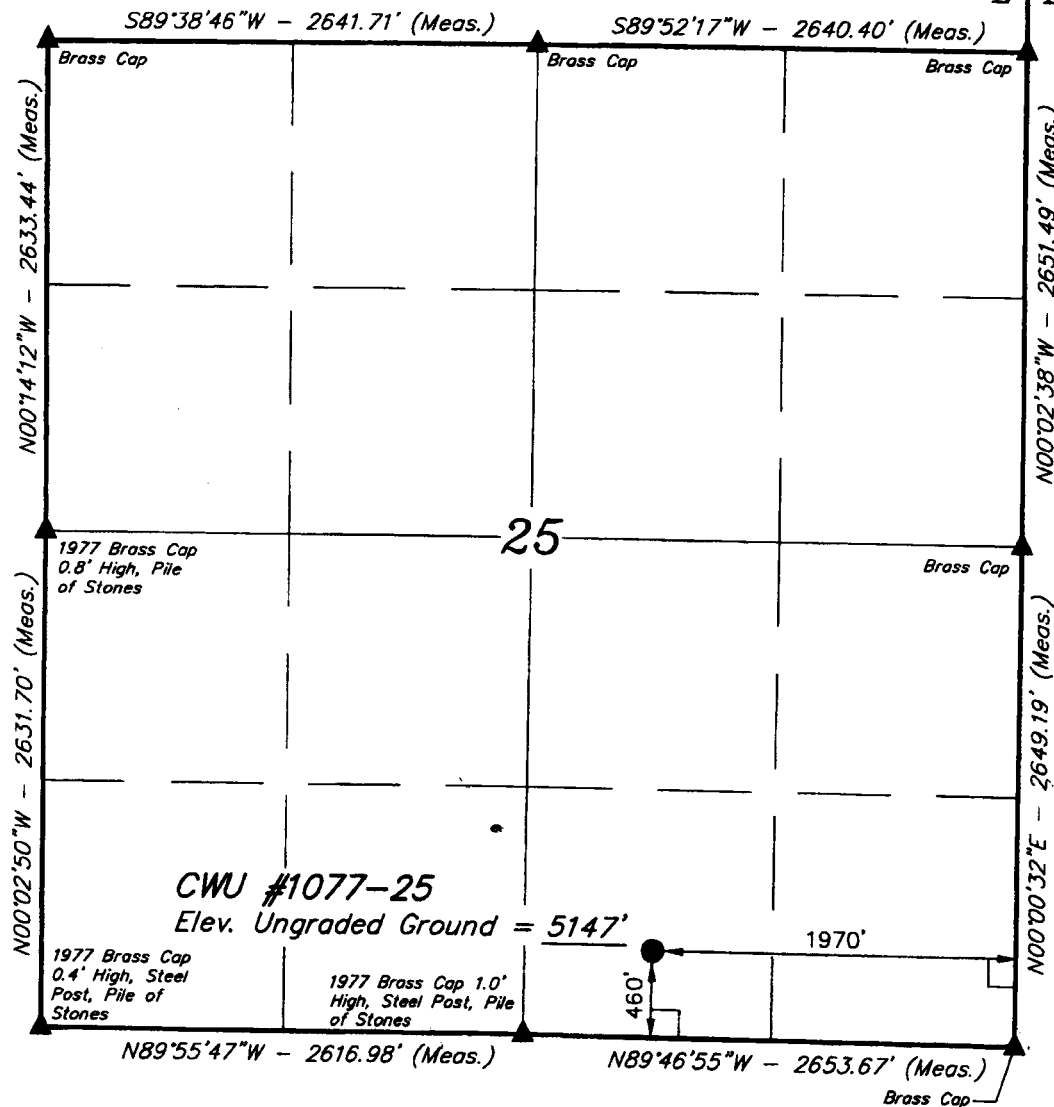 S89°38'46"W - 2641.71' (Meas.)
S89°52'17"W - 2640.40' (Meas.)
Brass Cap
Brass Cap
Brass Cap
N00°14'12"W - 2633.44' (Meas.)
N00°02'38"W - 2651.49' (Meas.)
25
1977 Brass Cap
0.8' High, Pile
of Stones
Brass Cap
N00°02'50"W - 2631.70' (Meas.)
N00°00'32"E - 2649.19' (Meas.)
CWU #1077-25
Elev. Ungraded Ground = 5147'
1970'
460'
1977 Brass Cap
0.4' High, Steel
Post, Pile of
Stones
1977 Brass Cap 1.0'
High, Steel Post, Pile
of Stones
N89°55'47"W - 2616.98' (Meas.)
N89°46'55"W - 2653.67' (Meas.)
Brass Cap